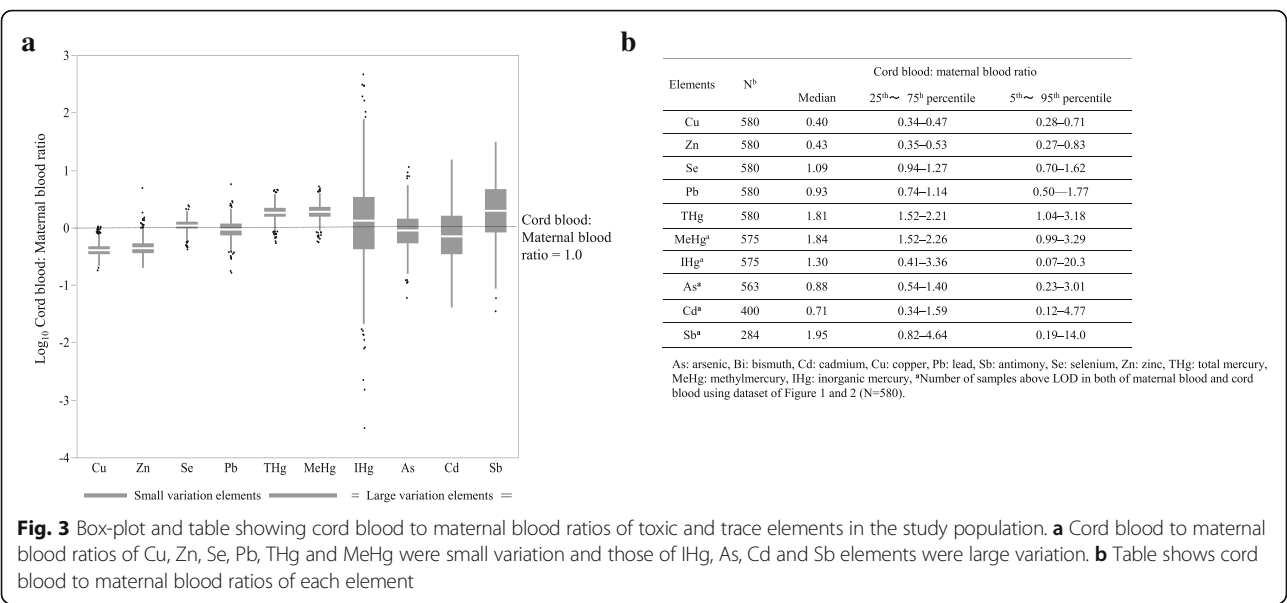 a
3
2
1
0
-1
-2
-3
-4
Log10 Cord blood: Maternal blood ratio
Cord blood:
Maternal blood
ratio = 1.0
Cu Zn Se Pb THg MeHg IHg As Cd Sb
Small variation elements = Large variation elements =
b
Elements Nᵇ Cord blood: maternal blood ratio
Median 25ᵗʰ～ 75ʰ percentile 5ᵗʰ～ 95ᵗʰ percentile
Cu 580 0.40 0.34–0.47 0.28–0.71
Zn 580 0.43 0.35–0.53 0.27–0.83
Se 580 1.09 0.94–1.27 0.70–1.62
Pb 580 0.93 0.74–1.14 0.50—1.77
THg 580 1.81 1.52–2.21 1.04–3.18
MeHgᵃ 575 1.84 1.52–2.26 0.99–3.29
IHgᵃ 575 1.30 0.41–3.36 0.07–20.3
Asᵃ 563 0.88 0.54–1.40 0.23–3.01
Cdᵃ 400 0.71 0.34–1.59 0.12–4.77
Sbᵃ 284 1.95 0.82–4.64 0.19–14.0
As: arsenic, Bi: bismuth, Cd: cadmium, Cu: copper, Pb: lead, Sb: antimony, Se: selenium, Zn: zinc, THg: total mercury,
MeHg: methylmercury, IHg: inorganic mercury, ᵃNumber of samples above LOD in both of maternal blood and cord
blood using dataset of Figure 1 and 2 (N=580).
Fig. 3 Box-plot and table showing cord blood to maternal blood ratios of toxic and trace elements in the study population. a Cord blood to maternal
blood ratios of Cu, Zn, Se, Pb, THg and MeHg were small variation and those of IHg, As, Cd and Sb elements were large variation. b Table shows cord
blood to maternal blood ratios of each element